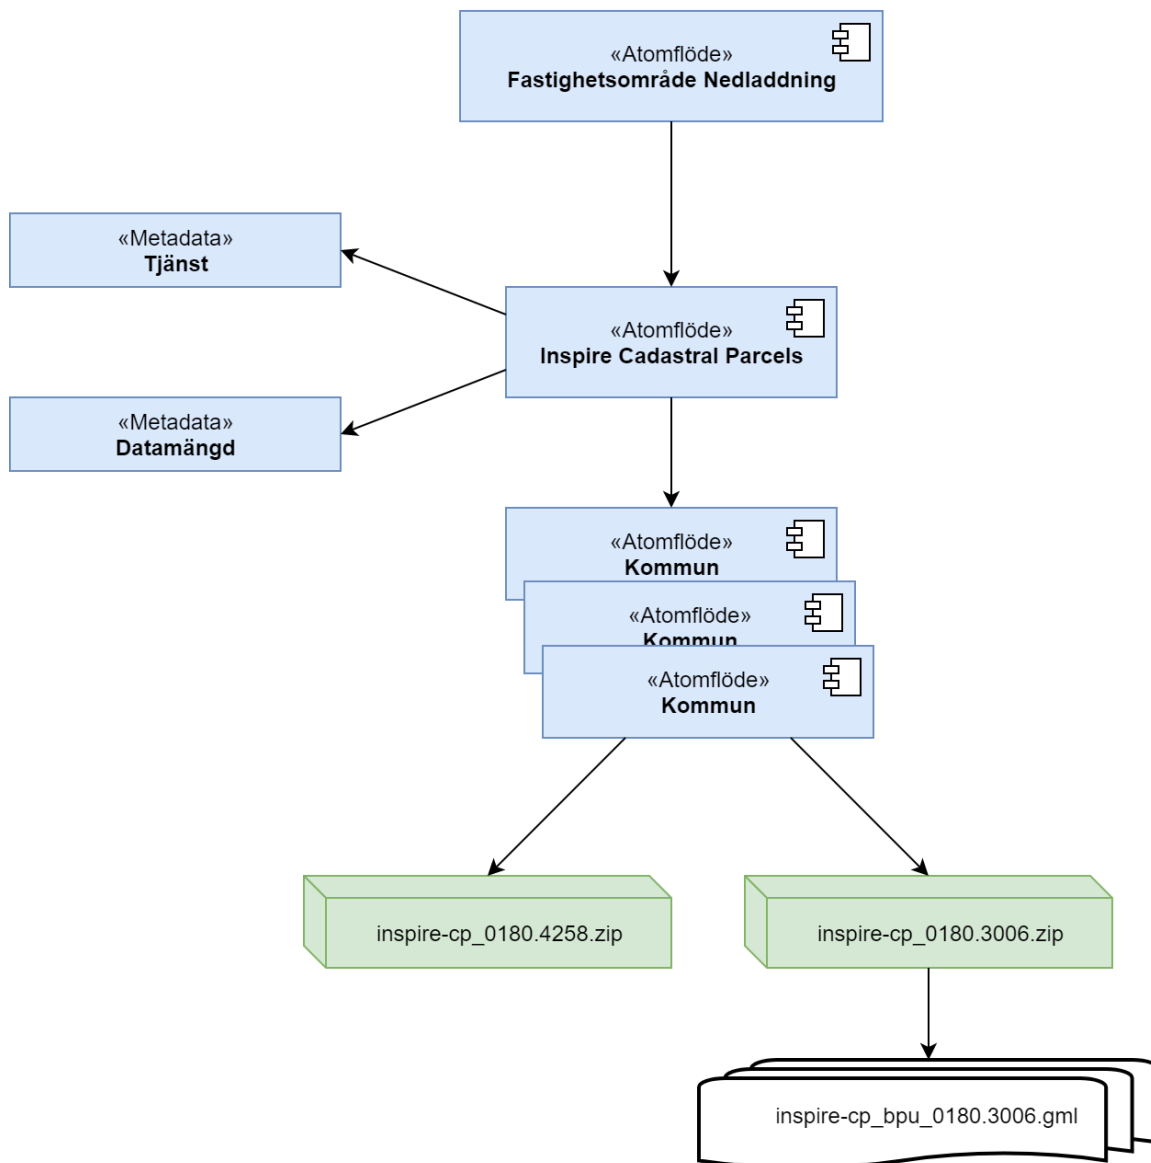 «Atomflöde»
Fastighetsområde Nedladdning
«Metadata»
Tjänst
«Atomflöde»
Inspire Cadastral Parcels
«Metadata»
Datamängd
«Atomflöde»
Kommun
«Atomflöde»
Kommun
«Atomflöde»
Kommun
inspire-cp_0180.4258.zip
inspire-cp_0180.3006.zip
inspire-cp_bpu_0180.3006.gml